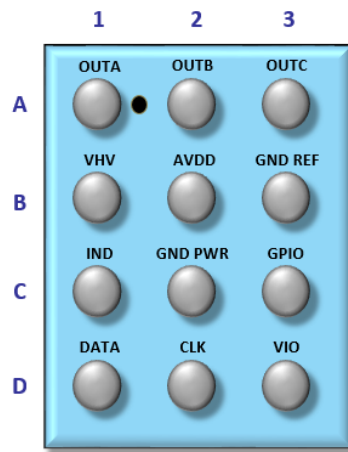 1 2 3
OUTA OUTB OUTC
A
VHV AVDD GND REF
B
IND GND PWR GPIO
C
DATA CLK VIO
D